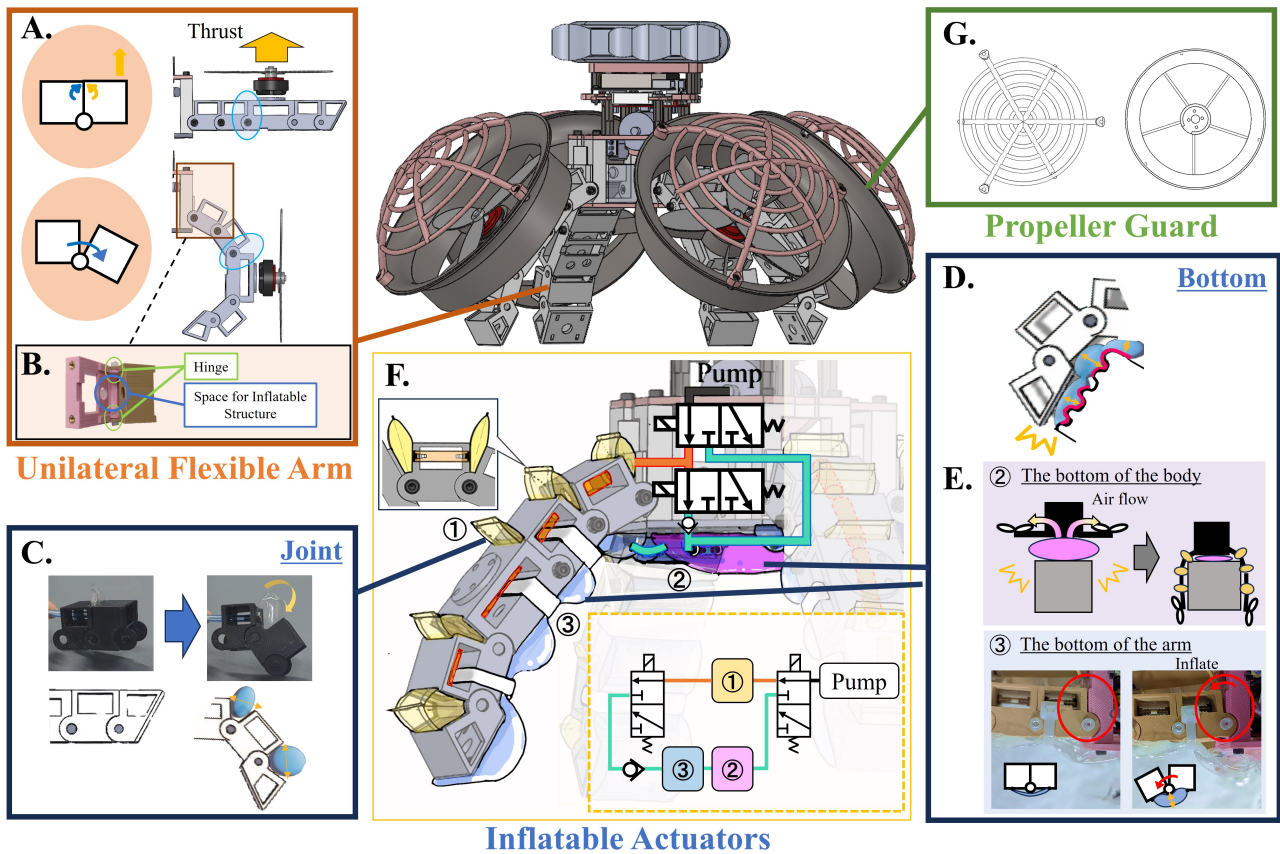 A.
Thrust
B.
Hinge
Space for Inflatable
Structure
Unilateral Flexible Arm
C.
Joint
G.
Propeller Guard
D.
Bottom
E.
② The bottom of the body
Air flow
③ The bottom of the arm
Inflate
F.
Pump
①
②
③
①
Pump
③
②
Inflatable Actuators